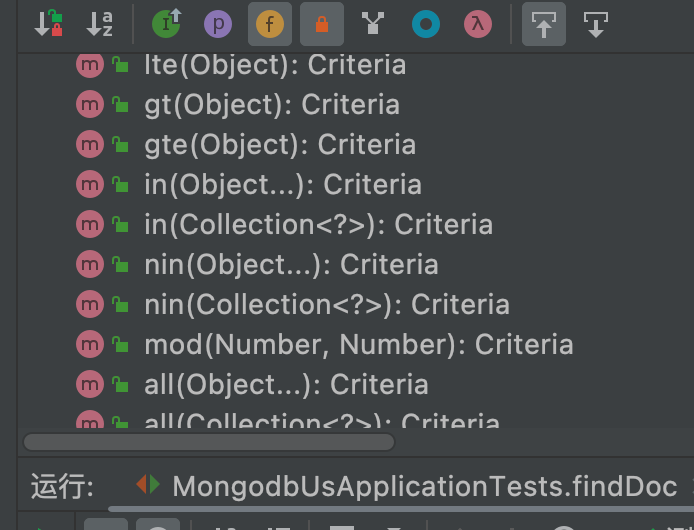 a
z
I
p
f
λ
m lte(Object): Criteria
m gt(Object): Criteria
m gte(Object): Criteria
m in(Object...): Criteria
m in(Collection<?>): Criteria
m nin(Object...): Criteria
m nin(Collection<?>): Criteria
m mod(Number, Number): Criteria
m all(Object...): Criteria
m all(Collection<?>): Criteria
运行: MongodbUsApplicationTests.findDoc